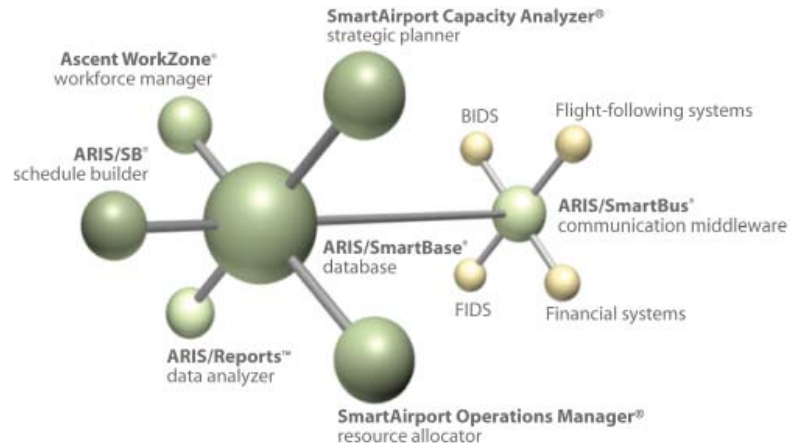 SmartAirport Capacity Analyzer®
strategic planner
Ascent WorkZone®
workforce manager
BIDS
Flight-following systems
ARIS/SB®
schedule builder
ARIS/SmartBus®
communication middleware
ARIS/SmartBase®
database
FIDS
Financial systems
ARIS/Reports™
data analyzer
SmartAirport Operations Manager®
resource allocator